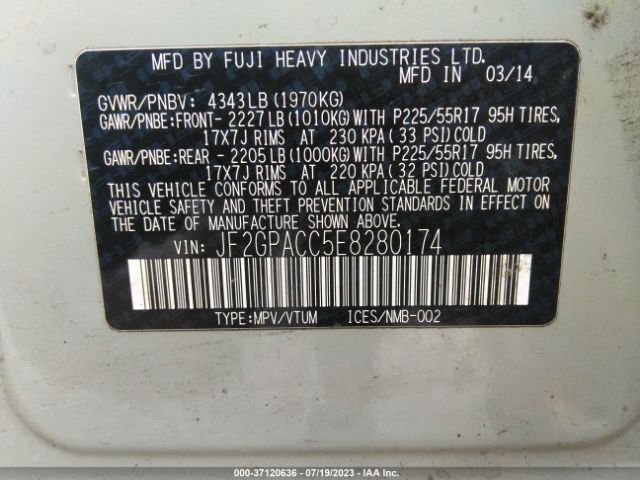 MFD BY FUJI HEAVY INDUSTRIES LTD.
MFD IN 03/14
GVWR/PNBV: 4343LB(1970KG)
GAWR/PNBE:FRONT- 2227LB(1010KG)WITH P225/55R17 95H TIRES,
17X7J RIMS AT 230 KPA(33 PSI)COLD
GAWR/PNBE:REAR - 2205LB(1000KG)WITH P225/55R17 95H TIRES,
17X7J RIMS AT 220 KPA(32 PSI)COLD
THIS VEHICLE CONFORMS TO ALL APPLICABLE FEDERAL MOTOR
VEHICLE SAFETY AND THEFT PREVENTION STANDARDS IN EFFECT ON
THE DATE OF MANUFACTURE SHOWN ABOVE.
VIN: JF2GPACC5E8280174
TYPE:MPV/VTUM ICES/NMB-002
000-37120636 - 07/19/2023 - IAA Inc.